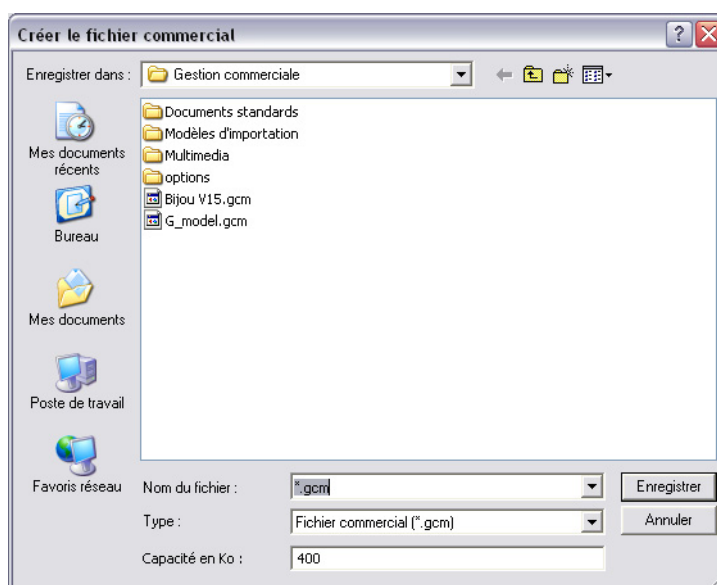 Créer le fichier commercial
Enregistrer dans :
Gestion commerciale
Mes documents
récents
Bureau
Mes documents
Poste de travail
Favoris réseau
Documents standards
Modèles d'importation
Multimedia
options
Bijou V15.gcm
G_model.gcm
Nom du fichier :
*.gcm
Enregistrer
Type :
Fichier commercial (*.gcm)
Annuler
Capacité en Ko :
400